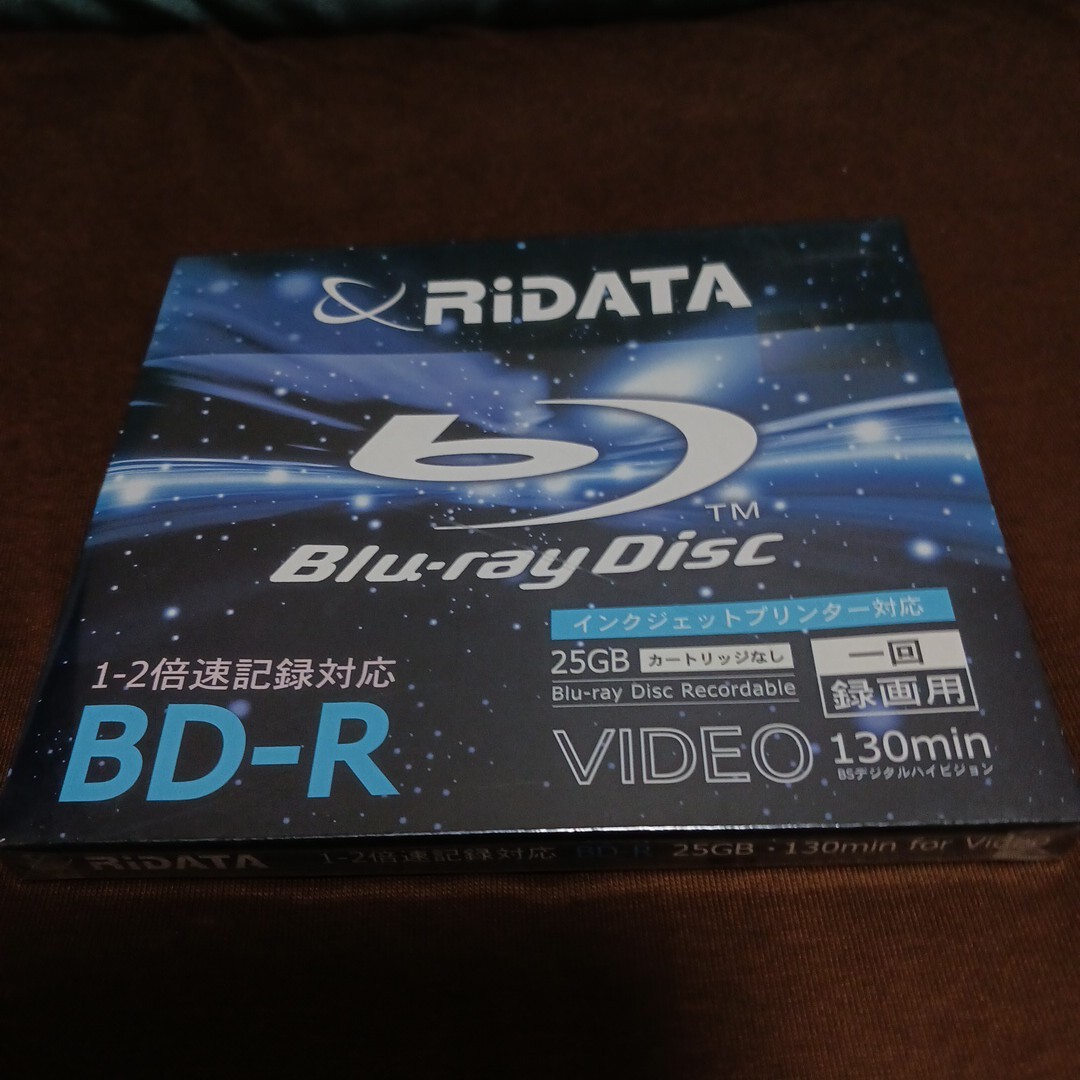 RiDATA
TM
Blu-ray Disc
インクジェットプリンター対応
1-2倍速記録対応
BD-R
25GB カートリッジなし
Blu-ray Disc Recordable
一回
録画用
VIDEO
130min
BSデジタルハイビジョン
RiDATA 1-2倍速記録対応 BD-R 25GB・130min for Video